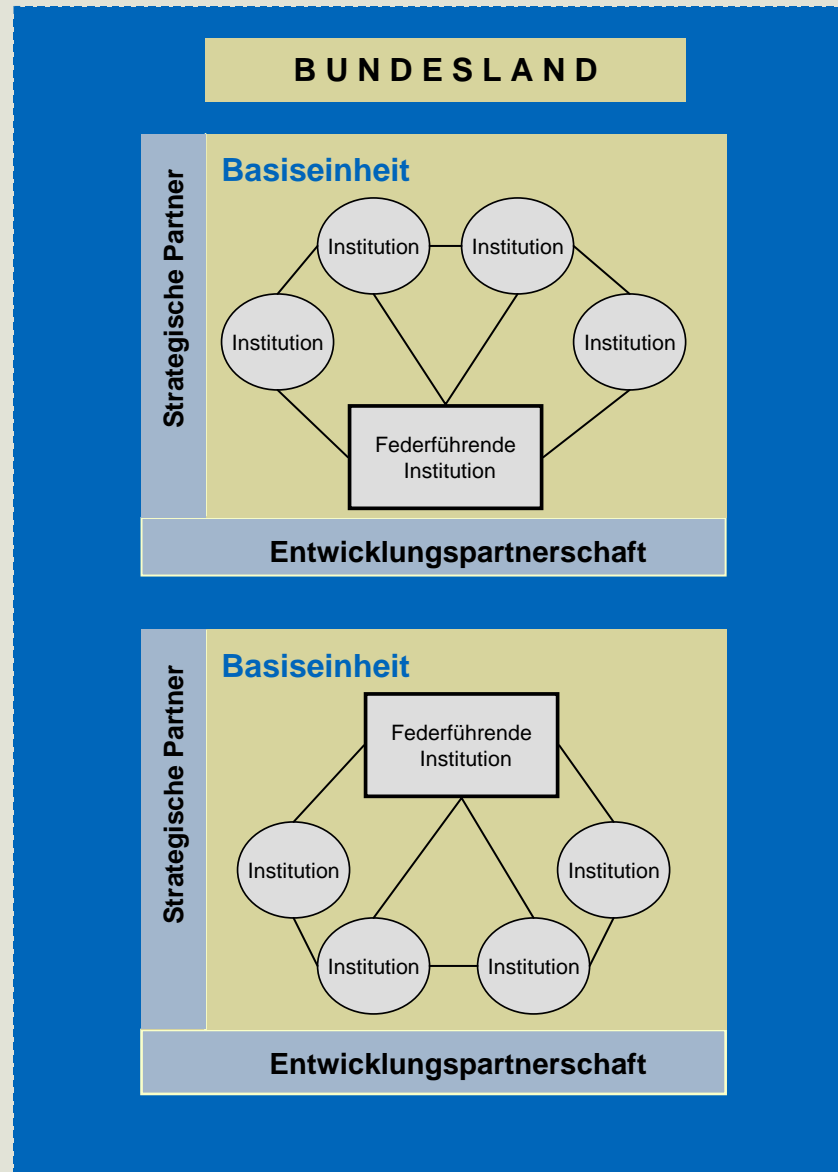 BUNDESLAND
Strategische Partner
Basiseinheit
Institution
Institution
Institution
Institution
Federführende
Institution
Entwicklungspartnerschaft
Strategische Partner
Basiseinheit
Federführende
Institution
Institution
Institution
Institution
Institution
Entwicklungspartnerschaft